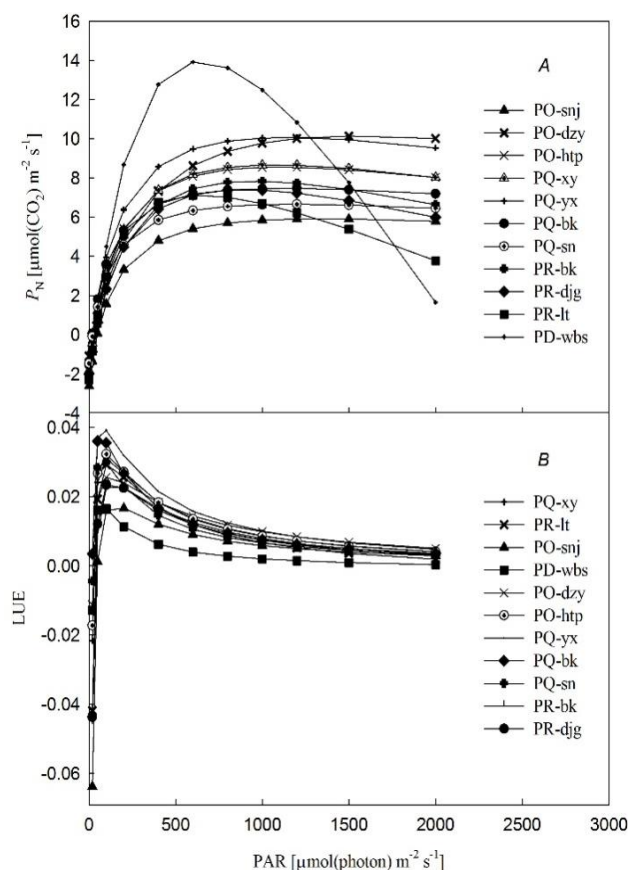 16
14
12
10
8
6
4
2
0
-2
-4
P_N [μmol(CO₂) m⁻² s⁻¹]
A
PO-snj
PO-dzy
PO-htp
PQ-xy
PQ-yx
PQ-bk
PQ-sn
PR-bk
PR-djg
PR-lt
PD-wbs
0.04
0.02
0.00
-0.02
-0.04
-0.06
LUE
B
PQ-xy
PR-lt
PO-snj
PD-wbs
PO-dzy
PO-htp
PQ-yx
PQ-bk
PQ-sn
PR-bk
PR-djg
0 500 1000 1500 2000 2500 3000
PAR [μmol(photon) m⁻² s⁻¹]